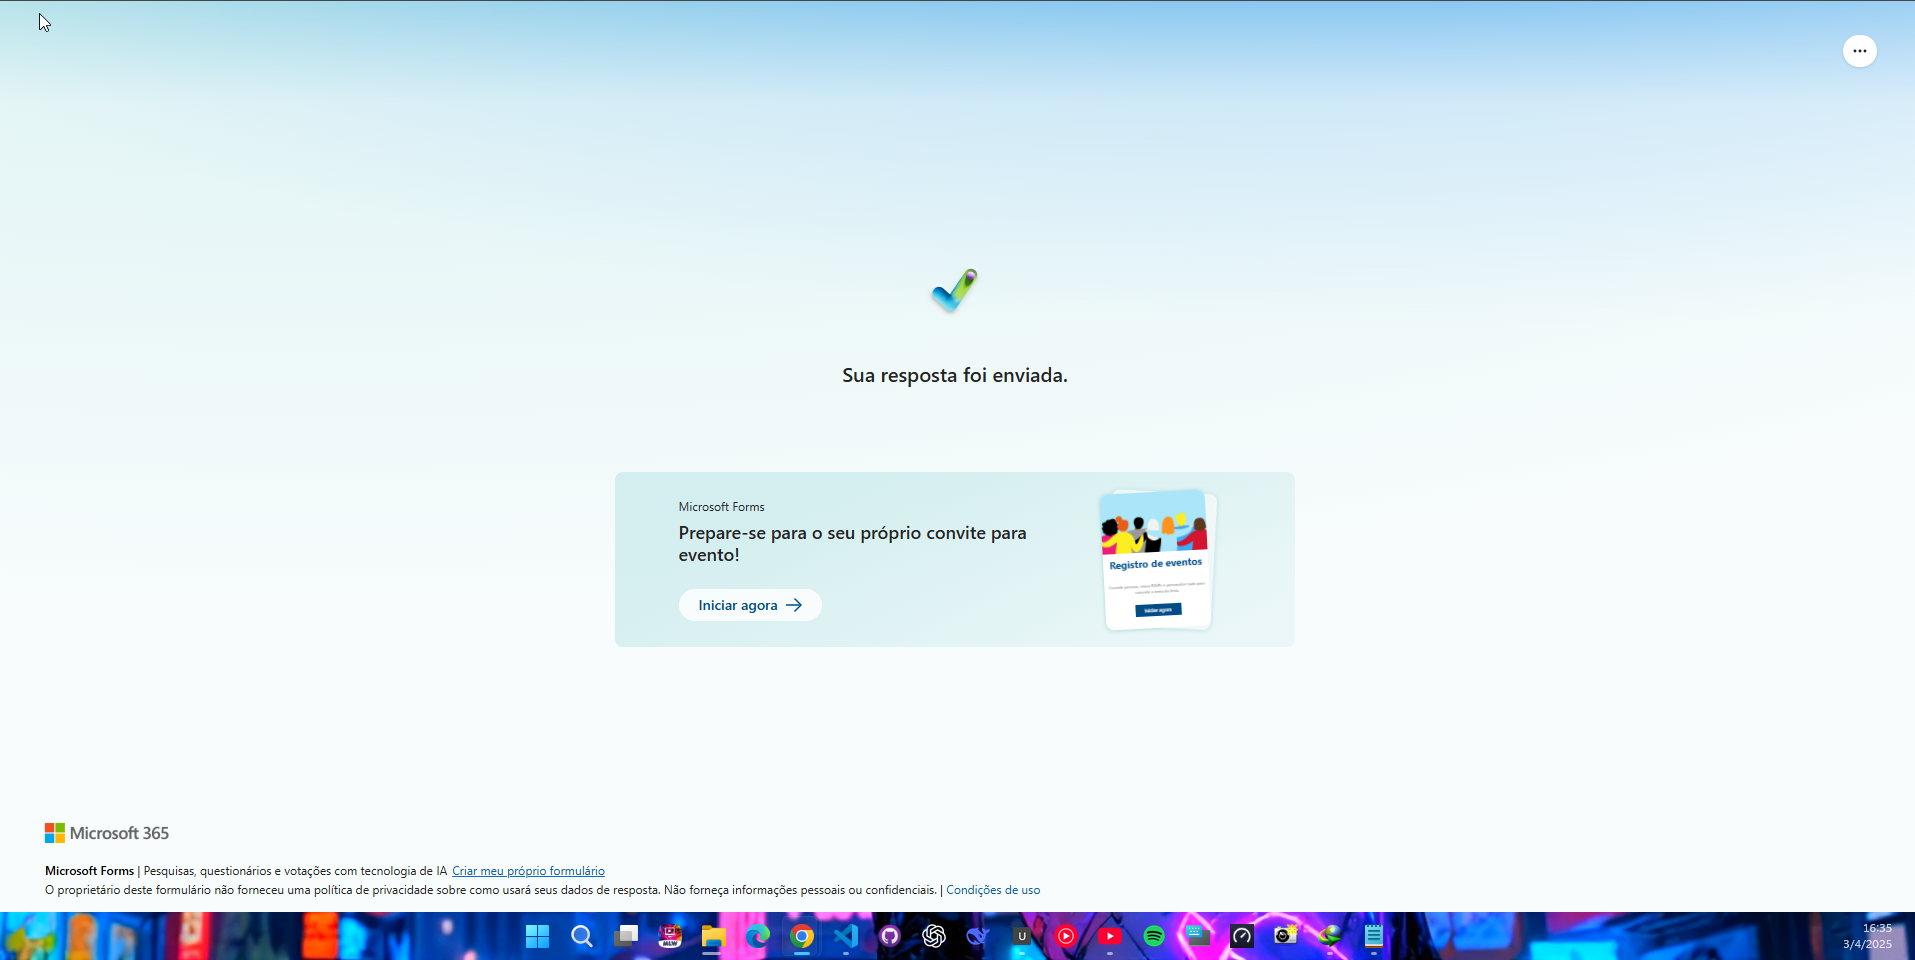 Sua resposta foi enviada.
Microsoft Forms
Prepare-se para o seu próprio convite para
evento!
Iniciar agora
Registro de eventos
Iniciar agora
Microsoft 365
Microsoft Forms | Pesquisas, questionários e votações com tecnologia de IA Criar meu próprio formulário
O proprietário deste formulário não forneceu uma política de privacidade sobre como usará seus dados de resposta. Não forneça informações pessoais ou confidenciais. | Condições de uso
MLW
U
16:35
3/4/2025